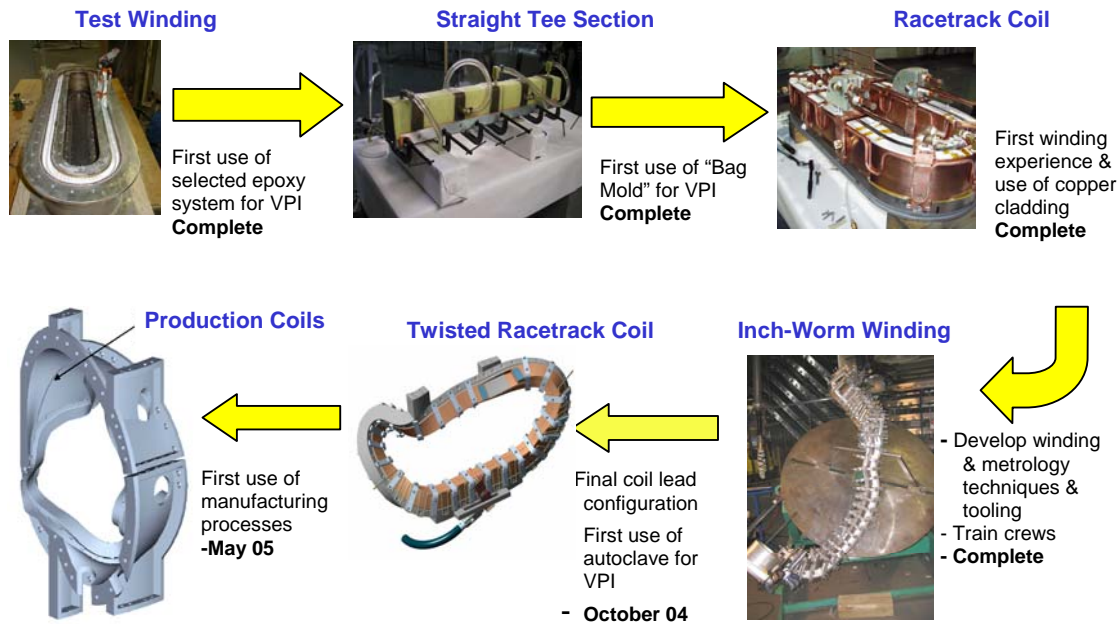 Test Winding
First use of
selected epoxy
system for VPI
Complete
Straight Tee Section
First use of “Bag
Mold” for VPI
Complete
Racetrack Coil
First winding
experience &
use of copper
cladding
Complete
Inch-Worm Winding
- Develop winding
& metrology
techniques &
tooling
- Train crews
- Complete
Twisted Racetrack Coil
Final coil lead
configuration
First use of
autoclave for
VPI
- October 04
Production Coils
First use of
manufacturing
processes
-May 05